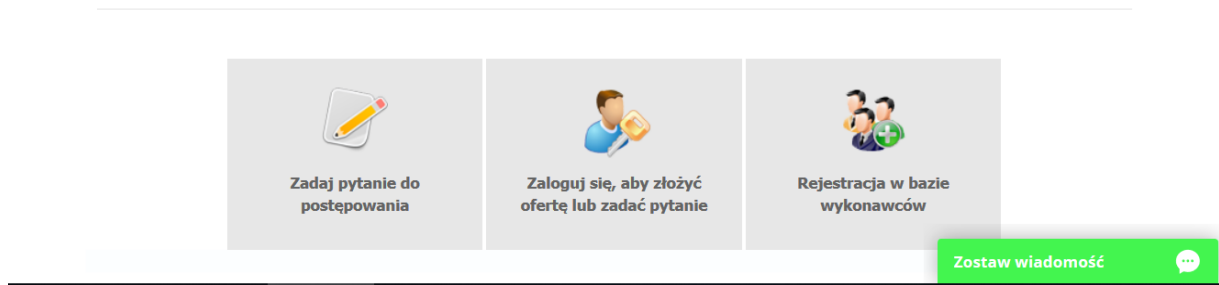 Zadaj pytanie do
postępowania
Zaloguj się, aby złożyć
ofertę lub zadać pytanie
Rejestracja w bazie
wykonawców
Zostaw wiadomość